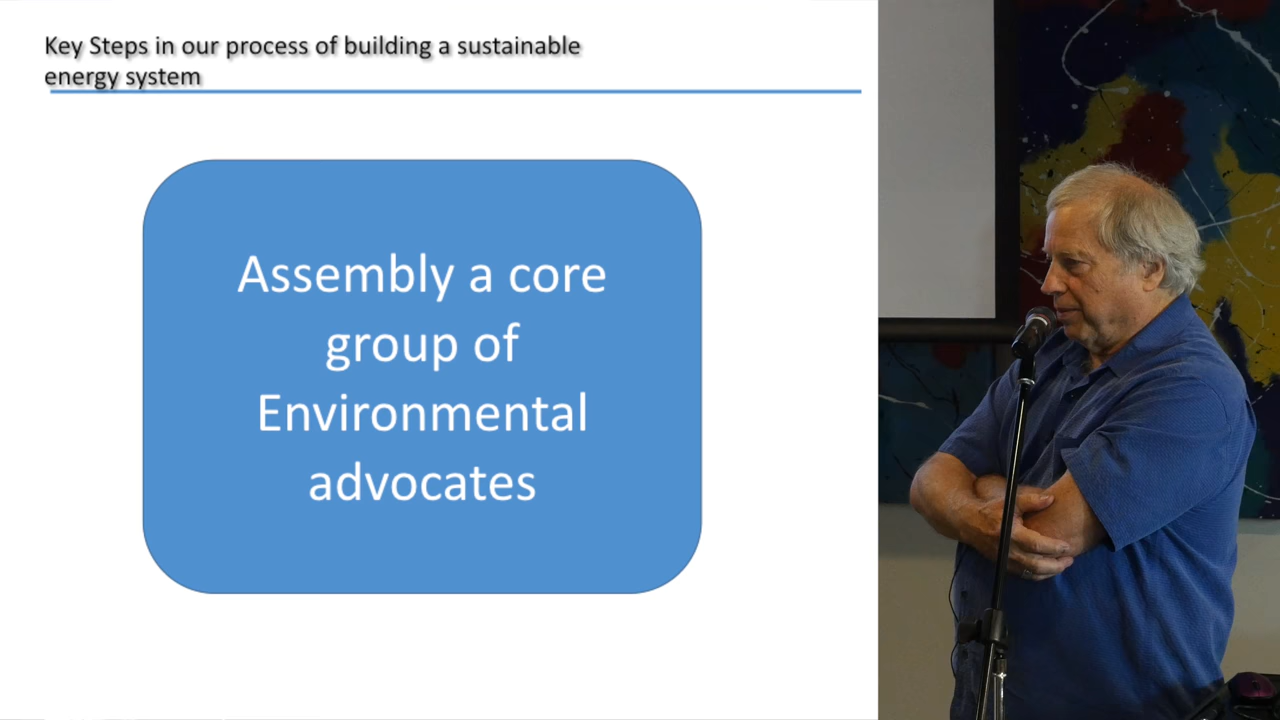 Key Steps in our process of building a sustainable
energy system
Assembly a core
group of
Environmental
advocates